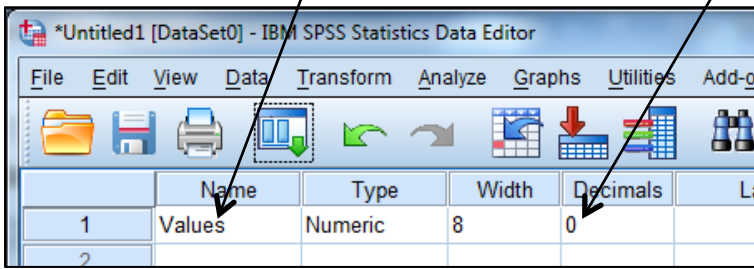 *Untitled1 [DataSet0] - IBM SPSS Statistics Data Editor
File Edit View Data Transform Analyze Graphs Utilities Add-o
Name Type Width Decimals La
1 Values Numeric 8 0
2